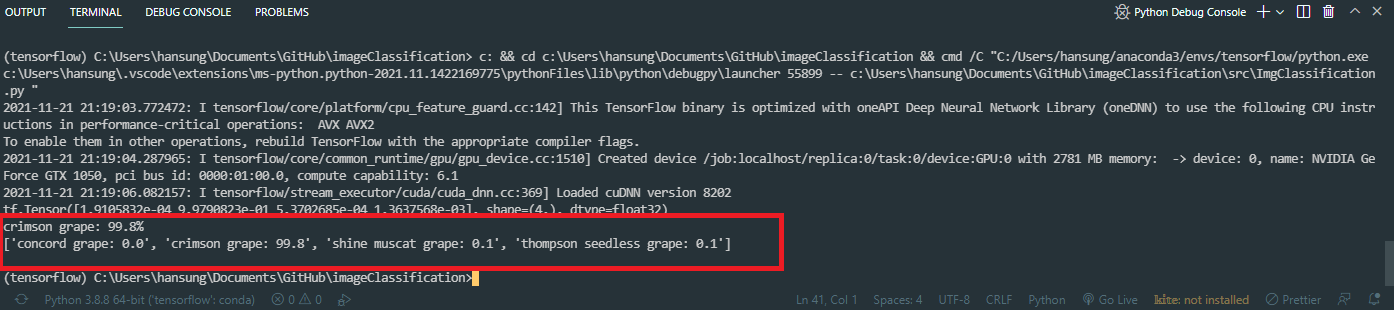 OUTPUT TERMINAL DEBUG CONSOLE PROBLEMS Python Debug Console
(tensorflow) C:\Users\hansung\Documents\GitHub\imageClassification> c: && cd c:\Users\hansung\Documents\GitHub\imageClassification && cmd /C "C:/Users/hansung/anaconda3/envs/tensorflow/python.exe
c:\Users\hansung\.vscode\extensions\ms-python.python-2021.11.1422169775\pythonFiles\lib\python\debugpy\launcher 55899 -- c:\Users\hansung\Documents\GitHub\imageClassification\src\ImgClassification
.py "
2021-11-21 21:19:03.772472: I tensorflow/core/platform/cpu_feature_guard.cc:142] This TensorFlow binary is optimized with oneAPI Deep Neural Network Library (oneDNN) to use the following CPU instr
uctions in performance-critical operations:  AVX AVX2
To enable them in other operations, rebuild TensorFlow with the appropriate compiler flags.
2021-11-21 21:19:04.287965: I tensorflow/core/common_runtime/gpu/gpu_device.cc:1510] Created device /job:localhost/replica:0/task:0/device:GPU:0 with 2781 MB memory:  -> device: 0, name: NVIDIA Ge
Force GTX 1050, pci bus id: 0000:01:00.0, compute capability: 6.1
2021-11-21 21:19:06.082157: I tensorflow/stream_executor/cuda/cuda_dnn.cc:369] Loaded cuDNN version 8202
tf.Tensor([1.9105832e-04 9.9790823e-01 5.3702685e-04 1.3637568e-03], shape=(4,), dtype=float32)
crimson grape: 99.8%
['concord grape: 0.0', 'crimson grape: 99.8', 'shine muscat grape: 0.1', 'thompson seedless grape: 0.1']
(tensorflow) C:\Users\hansung\Documents\GitHub\imageClassification>
Python 3.8.8 64-bit ('tensorflow': conda) 0 0 Ln 41, Col 1 Spaces: 4 UTF-8 CRLF Python Go Live kite: not installed Prettier